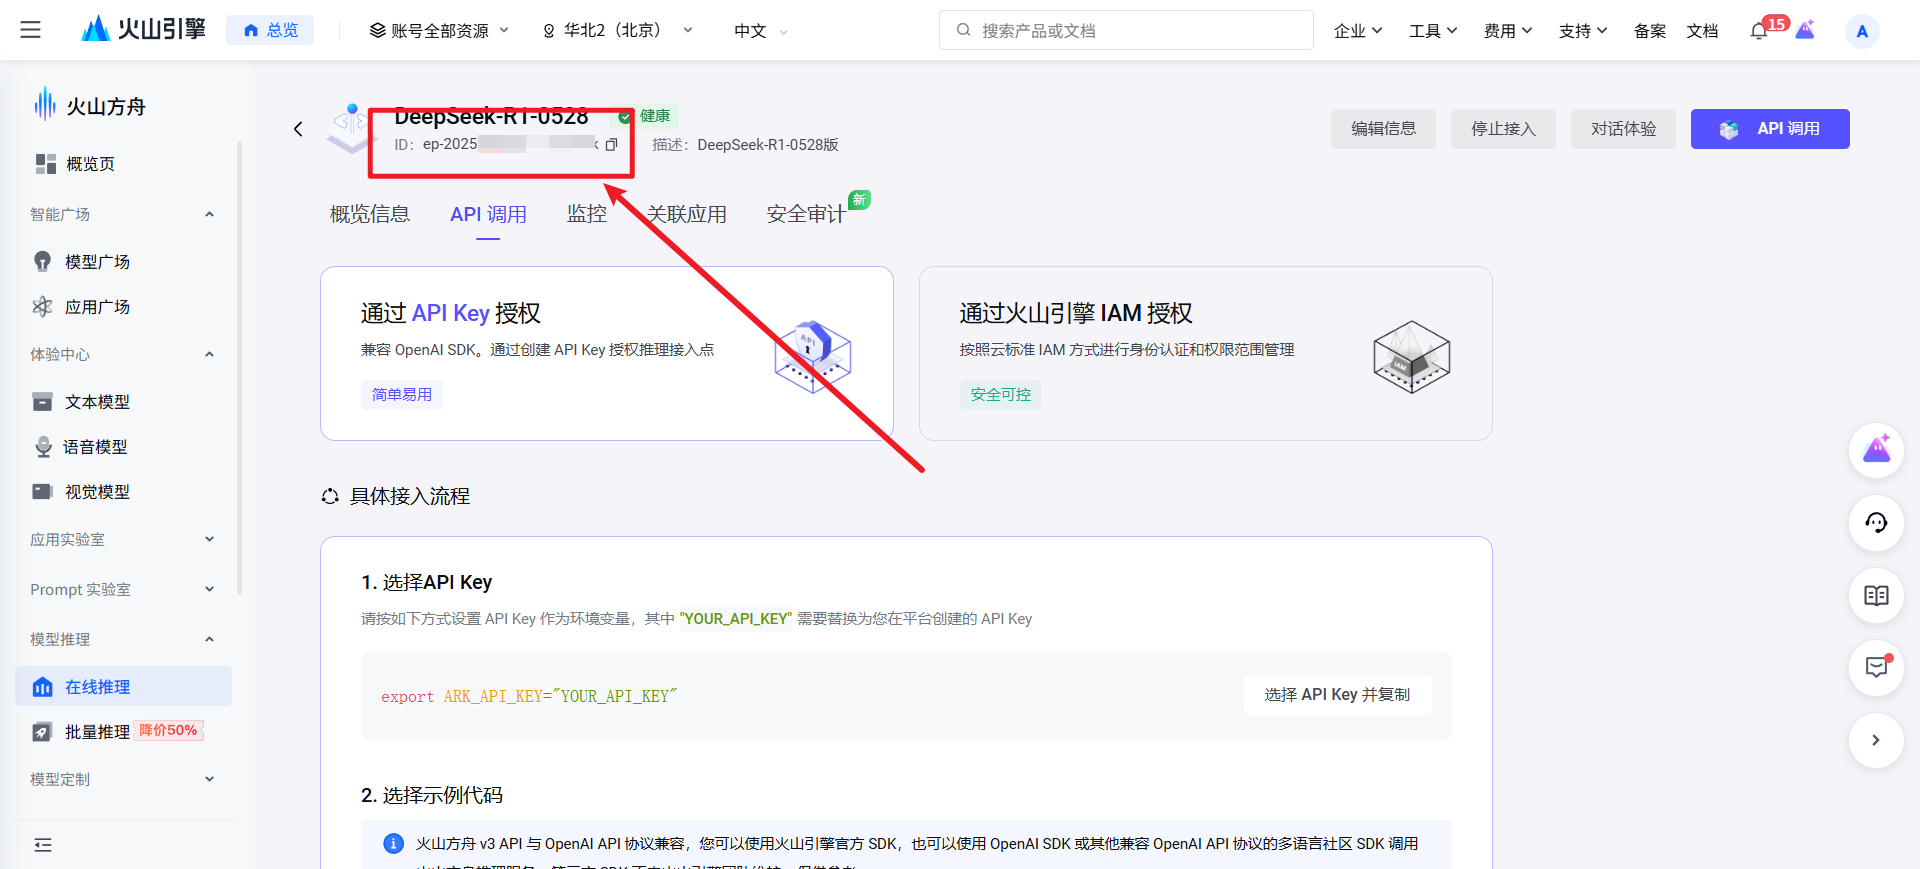 火山引擎
总览
账号全部资源
华北2（北京）
中文
搜索产品或文档
企业
工具
费用
支持
备案
文档
15
A
火山方舟
概览页
智能广场
模型广场
应用广场
体验中心
文本模型
语音模型
视觉模型
应用实验室
Prompt 实验室
模型推理
在线推理
批量推理 降价50%
模型定制
DeepSeek-R1-0528
健康
ID： ep-2025
描述： DeepSeek-R1-0528版
编辑信息
停止接入
对话体验
API 调用
概览信息
API 调用
监控
关联应用
安全审计
新
通过 API Key 授权
兼容 OpenAI SDK。通过创建 API Key 授权推理接入点
简单易用
API
通过火山引擎 IAM 授权
按照云标准 IAM 方式进行身份认证和权限范围管理
安全可控
IAM
具体接入流程
1. 选择API Key
请按如下方式设置 API Key 作为环境变量，其中 "YOUR_API_KEY" 需要替换为您在平台创建的 API Key
export ARK_API_KEY="YOUR_API_KEY"
选择 API Key 并复制
2. 选择示例代码
火山方舟 v3 API 与 OpenAI API 协议兼容，您可以使用火山引擎官方 SDK，也可以使用 OpenAI SDK 或其他兼容 OpenAI API 协议的多语言社区 SDK 调用